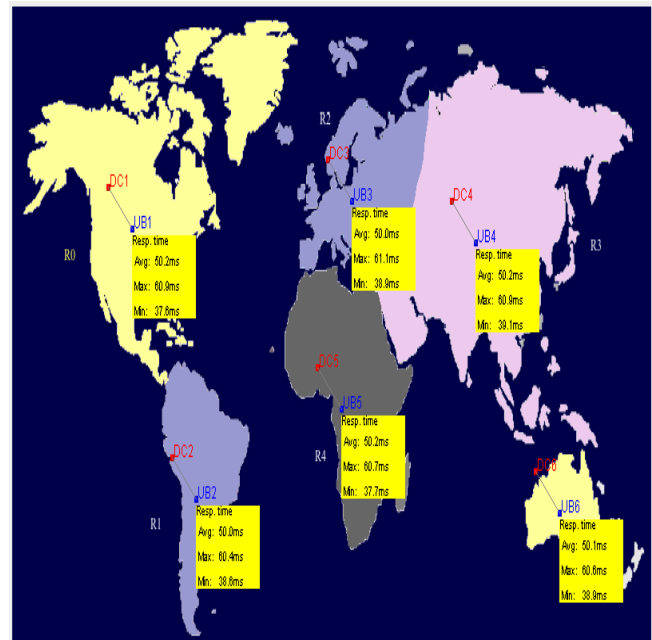 R2
DC3
DC1
UB3
Resp. time
Avg: 50.0ms
Max: 61.1ms
Min: 38.9ms
DC4
UB1
Resp. time
Avg: 50.2ms
Max: 60.9ms
Min: 37.6ms
R0
UB4
Resp. time
Avg: 50.2ms
Max: 60.9ms
Min: 39.1ms
R3
DC5
UB5
Resp. time
Avg: 50.2ms
Max: 60.7ms
Min: 37.7ms
R4
DC2
UB2
Resp. time
Avg: 50.0ms
Max: 60.4ms
Min: 38.6ms
R1
DC6
UB6
Resp. time
Avg: 50.1ms
Max: 60.6ms
Min: 38.9ms